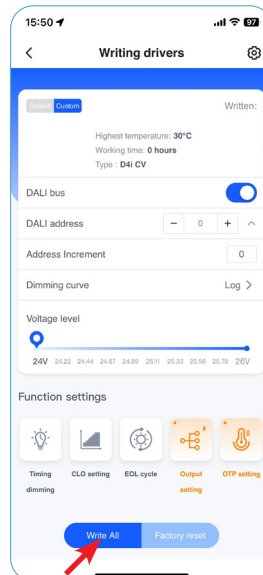 15:50
97
Writing drivers
Default Custom
Written:
Highest temperature: 30°C
Working time: 0 hours
Type : D4i CV
DALI bus
DALI address
− 0 +
Address Increment
0
Dimming curve
Log >
Voltage level
24V 24.22 24.44 24.67 24.89 25.11 25.33 25.56 25.78 26V
Function settings
Timing dimming
CLO setting
EOL cycle
Output setting
OTP setting
Write All
Factory reset